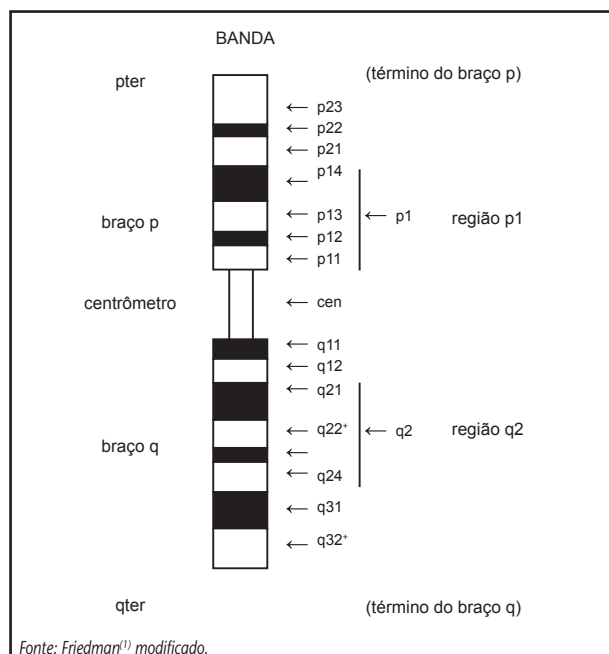 BANDA
pter (término do braço p)
← p23
← p22
← p21
← p14
braço p ← p13 ← p1 região p1
← p12
← p11
centrômetro ← cen
← q11
← q12
← q21
braço q ← q22⁺ ← q2 região q2
←
← q24
← q31
← q32⁺
qter (término do braço q)
Fonte: Friedman⁽¹⁾ modificado.